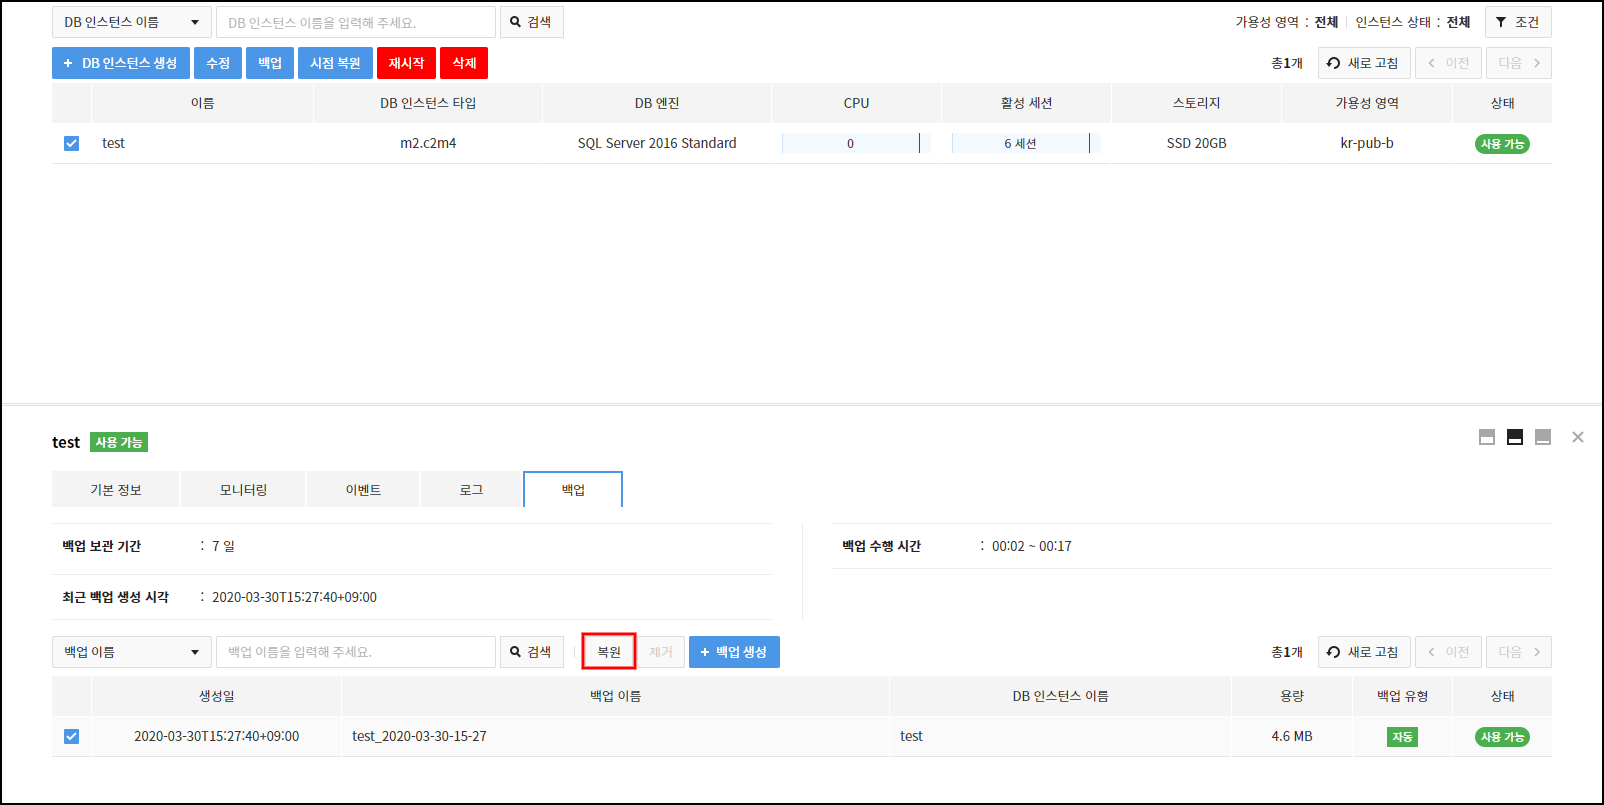 DB 인스턴스 이름 DB 인스턴스 이름을 입력해 주세요. 검색 가용성 영역 : 전체 인스턴스 상태 : 전체 조건
+ DB 인스턴스 생성 수정 백업 시점 복원 재시작 삭제 총1개 새로 고침 이전 다음
이름 DB 인스턴스 타입 DB 엔진 CPU 활성 세션 스토리지 가용성 영역 상태
test m2.c2m4 SQL Server 2016 Standard 0 6 세션 SSD 20GB kr-pub-b 사용 가능
test 사용 가능
기본 정보 모니터링 이벤트 로그 백업
백업 보관 기간 : 7 일 백업 수행 시간 : 00:02 ~ 00:17
최근 백업 생성 시각 : 2020-03-30T15:27:40+09:00
백업 이름 백업 이름을 입력해 주세요. 검색 복원 제거 + 백업 생성 총1개 새로 고침 이전 다음
생성일 백업 이름 DB 인스턴스 이름 용량 백업 유형 상태
2020-03-30T15:27:40+09:00 test_2020-03-30-15-27 test 4.6 MB 자동 사용 가능